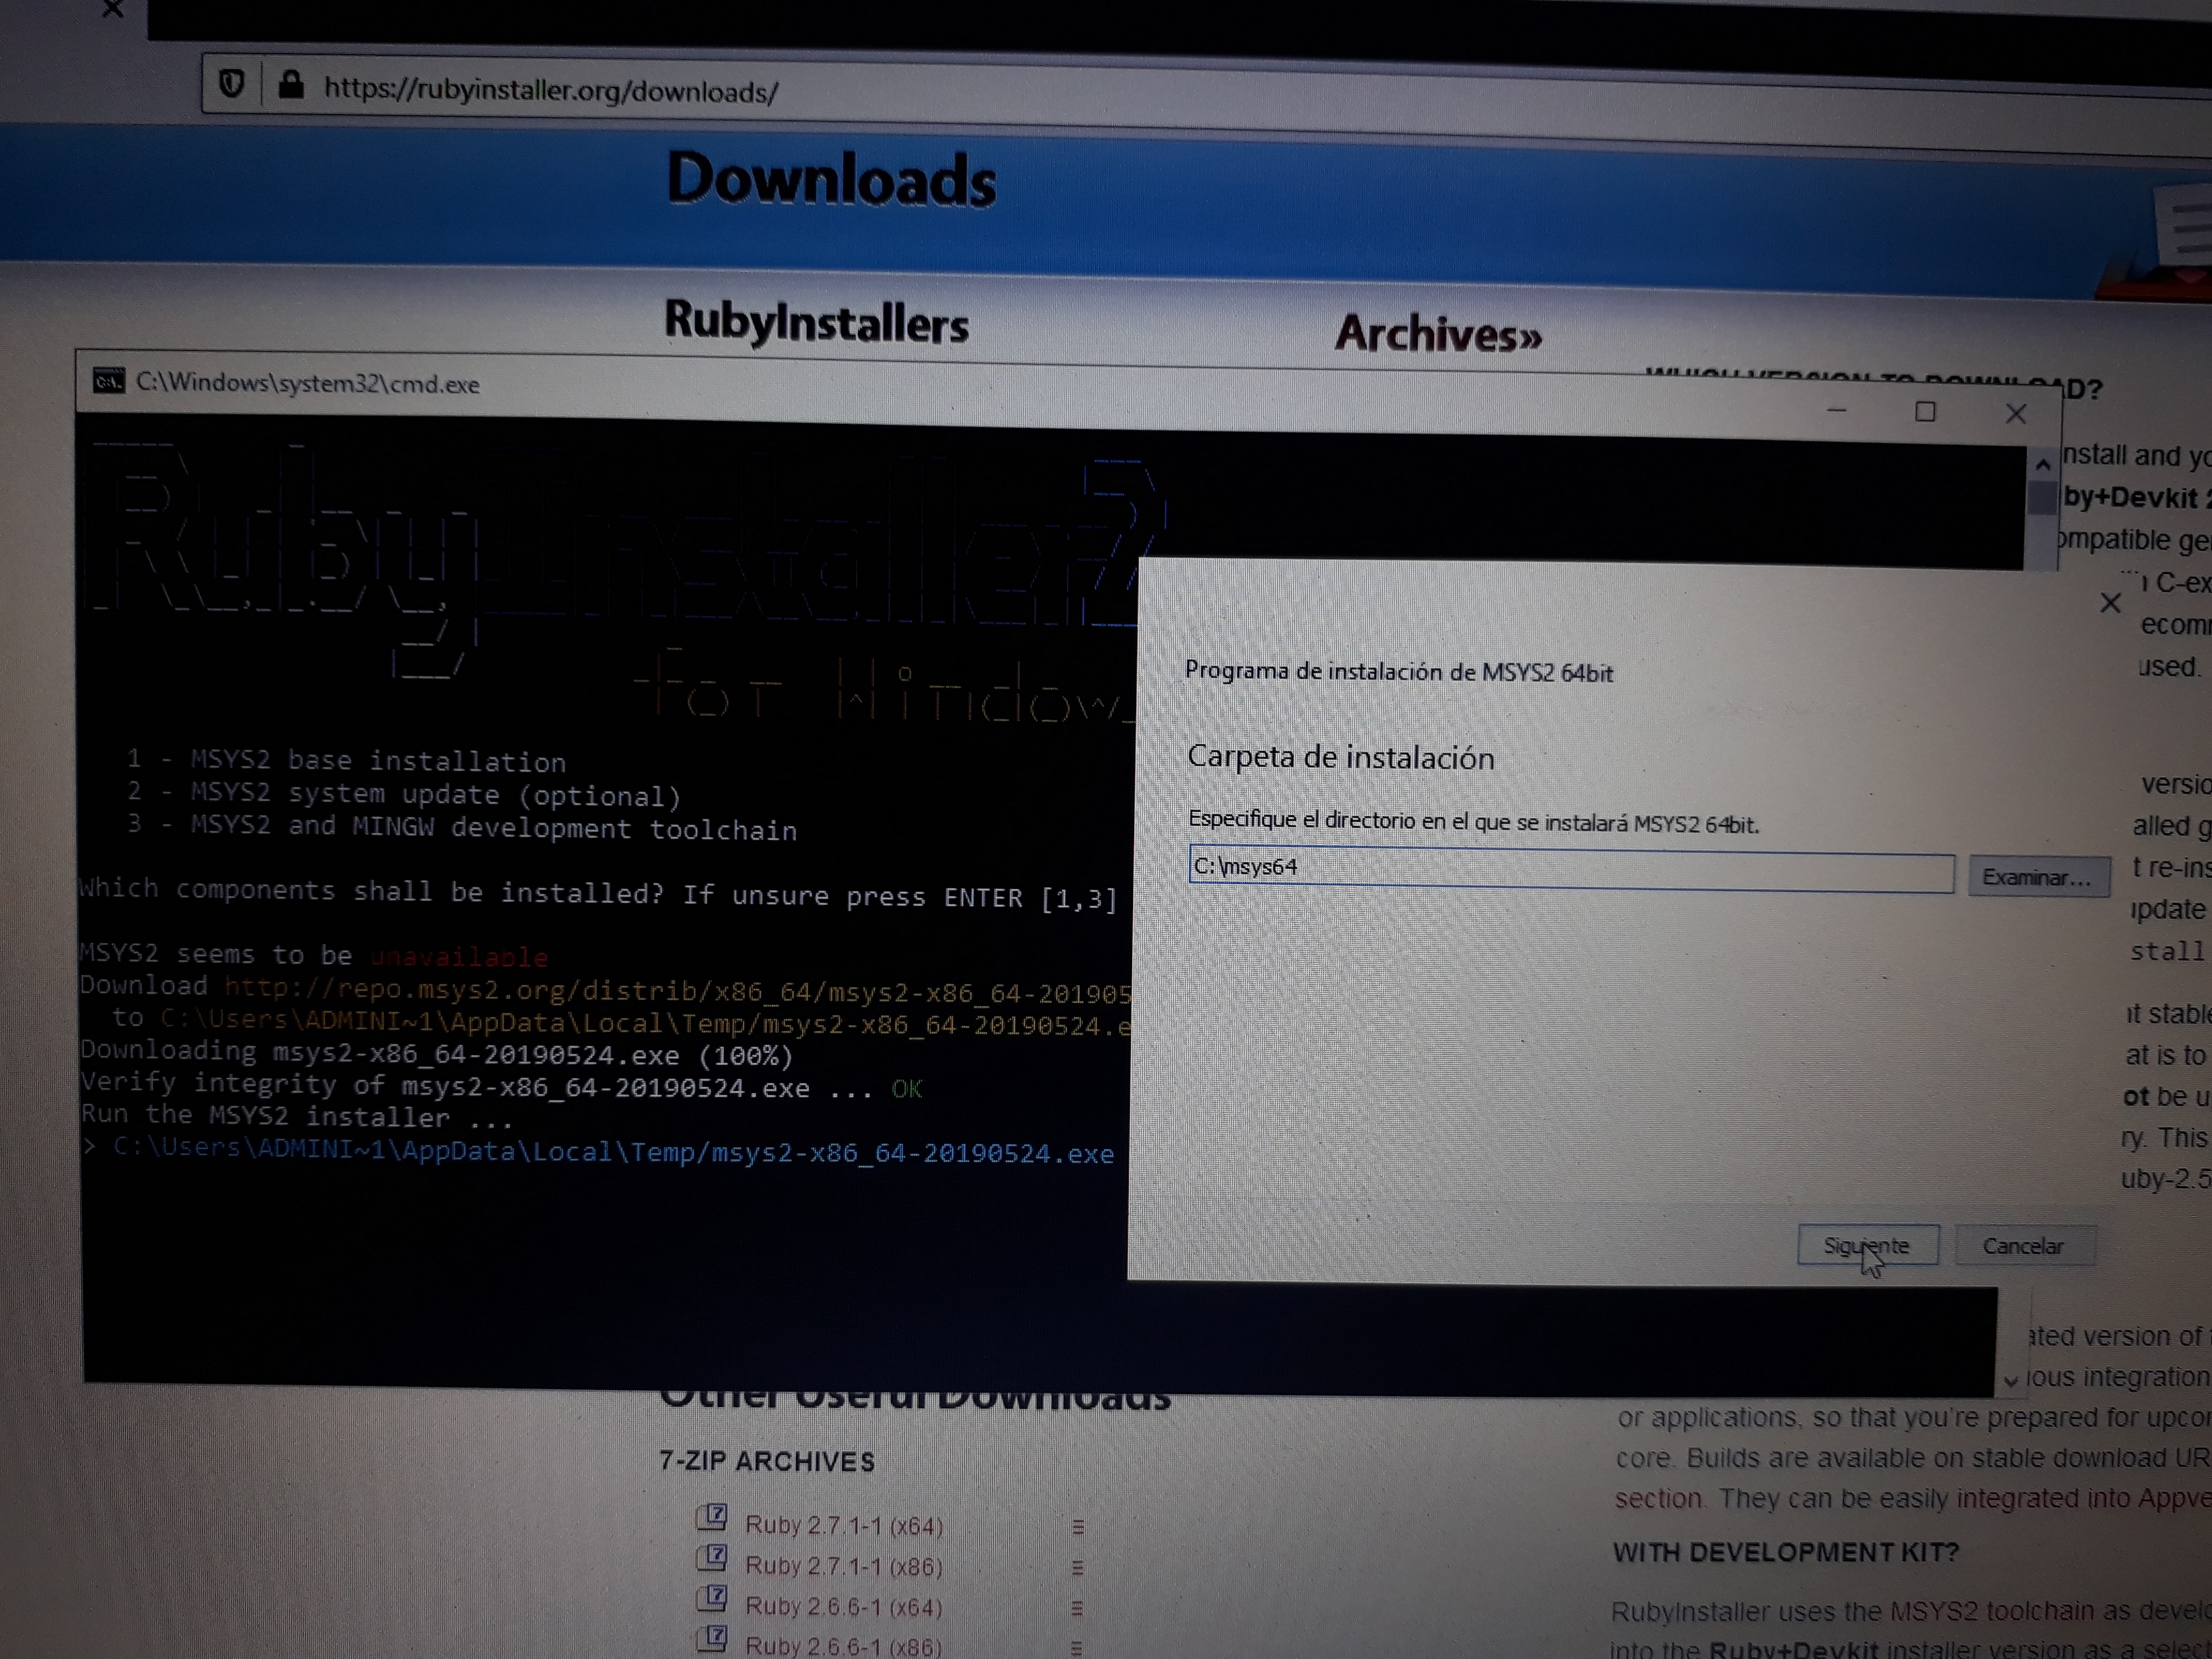 https://rubyinstaller.org/downloads/
Downloads
RubyInstallers
Archives»
WHICH VERSION TO DOWNLOAD?
C:\Windows\system32\cmd.exe
nstall and yo
by+Devkit 2
ompatible ge
C-ex
ecom
used.
RubyInstaller2
for Window
1 - MSYS2 base installation
2 - MSYS2 system update (optional)
3 - MSYS2 and MINGW development toolchain
Which components shall be installed? If unsure press ENTER [1,3]
MSYS2 seems to be unavailable
Download http://repo.msys2.org/distrib/x86_64/msys2-x86_64-201905
to C:\Users\ADMINI~1\AppData\Local\Temp/msys2-x86_64-20190524.e
Downloading msys2-x86_64-20190524.exe (100%)
Verify integrity of msys2-x86_64-20190524.exe ... OK
Run the MSYS2 installer ...
> C:\Users\ADMINI~1\AppData\Local\Temp/msys2-x86_64-20190524.exe
Programa de instalación de MSYS2 64bit
Carpeta de instalación
Especifique el directorio en el que se instalará MSYS2 64bit.
C:\msys64
Examinar...
Siguiente
Cancelar
versio
alled g
t re-ins
update
stall
nt stable
at is to
ot be u
ry. This
uby-2.5
ated version of
ious integration
or applications, so that you're prepared for upcor
core. Builds are available on stable download UR
section. They can be easily integrated into Appve
WITH DEVELOPMENT KIT?
RubyInstaller uses the MSYS2 toolchain as develo
into the Ruby+Devkit installer version as a select
Other Useful Downloads
7-ZIP ARCHIVES
Ruby 2.7.1-1 (x64)
Ruby 2.7.1-1 (x86)
Ruby 2.6.6-1 (x64)
Ruby 2.6.6-1 (x86)